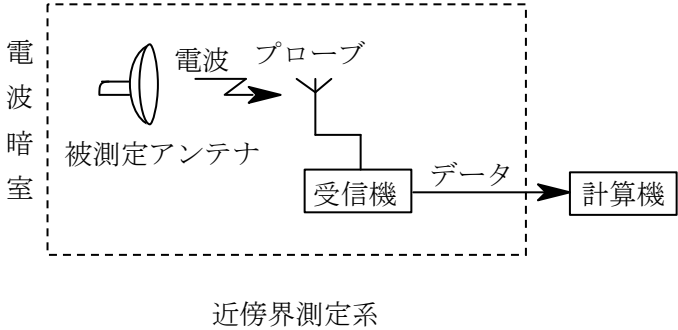 電波暗室
電波
プローブ
被測定アンテナ
受信機
データ
計算機
近傍界測定系